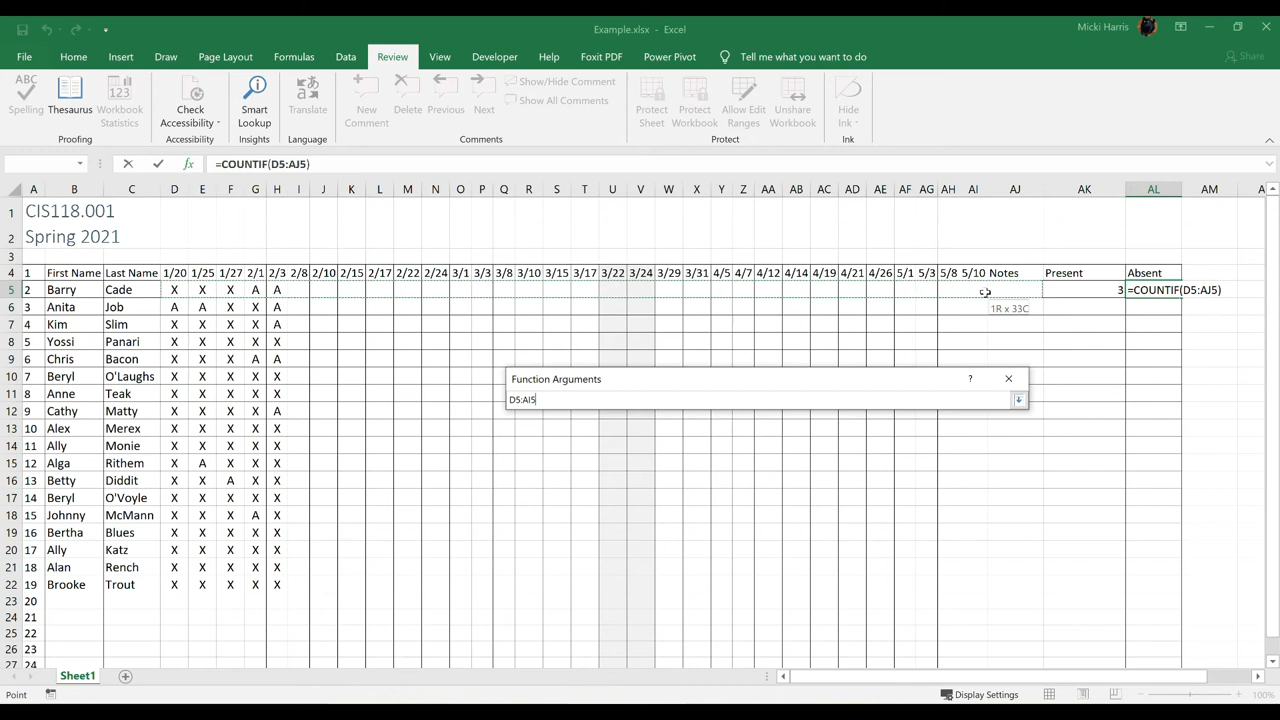 Example.xlsx - Excel
Micki Harris
File Home Insert Draw Page Layout Formulas Data Review View Developer Help Foxit PDF Power Pivot Tell me what you want to do Share
ABC
ABC
123
Spelling Thesaurus Workbook Statistics Check Accessibility Smart Lookup Translate New Comment Delete Previous Next Show/Hide Comment Show All Comments Protect Sheet Protect Workbook Allow Edit Ranges Unshare Workbook Hide Ink
Proofing Accessibility Insights Language Comments Protect Ink
fx =COUNTIF(D5:AJ5)
A B C D E F G H I J K L M N O P Q R S T U V W X Y Z AA AB AC AD AE AF AG AH AI AJ AK AL AM A
1 CIS118.001
2 Spring 2021
3
4 1 First Name Last Name 1/20 1/25 1/27 2/1 2/3 2/8 2/10 2/15 2/17 2/22 2/24 3/1 3/3 3/8 3/10 3/15 3/17 3/22 3/24 3/29 3/31 4/5 4/7 4/12 4/14 4/19 4/21 4/26 5/1 5/3 5/8 5/10 Notes Present Absent
5 2 Barry Cade X X X A A 3 =COUNTIF(D5:AJ5)
6 3 Anita Job A A X X A
1R x 33C
7 4 Kim Slim X X X X A
8 5 Yossi Panari X X X X X
9 6 Chris Bacon X X X A A
10 7 Beryl O'Laughs X X X X X
Function Arguments ?
11 8 Anne Teak X X X X X
D5:AI5
12 9 Cathy Matty X X X X A
13 10 Alex Merex X X X X X
14 11 Ally Monie X X X X X
15 12 Alga Rithem X A X X X
16 13 Betty Diddit X X A X X
17 14 Beryl O'Voyle X X X X X
18 15 Johnny McMann X X X A X
19 16 Bertha Blues X X X X X
20 17 Ally Katz X X X X X
21 18 Alan Rench X X X X X
22 19 Brooke Trout X X X X X
23 20
24 21
25 22
26 23
27 24
Sheet1
Point Display Settings 100%